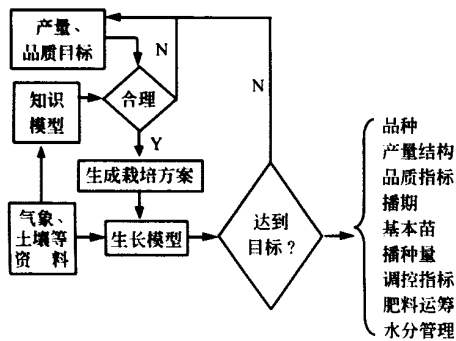 产量、
品质目标
N
知识
模型
合理
N
Y
生成栽培方案
气象、
土壤等
资料
生长模型
达到
目标?
品种
产量结构
品质指标
播期
基本苗
播种量
调控指标
肥料运筹
水分管理